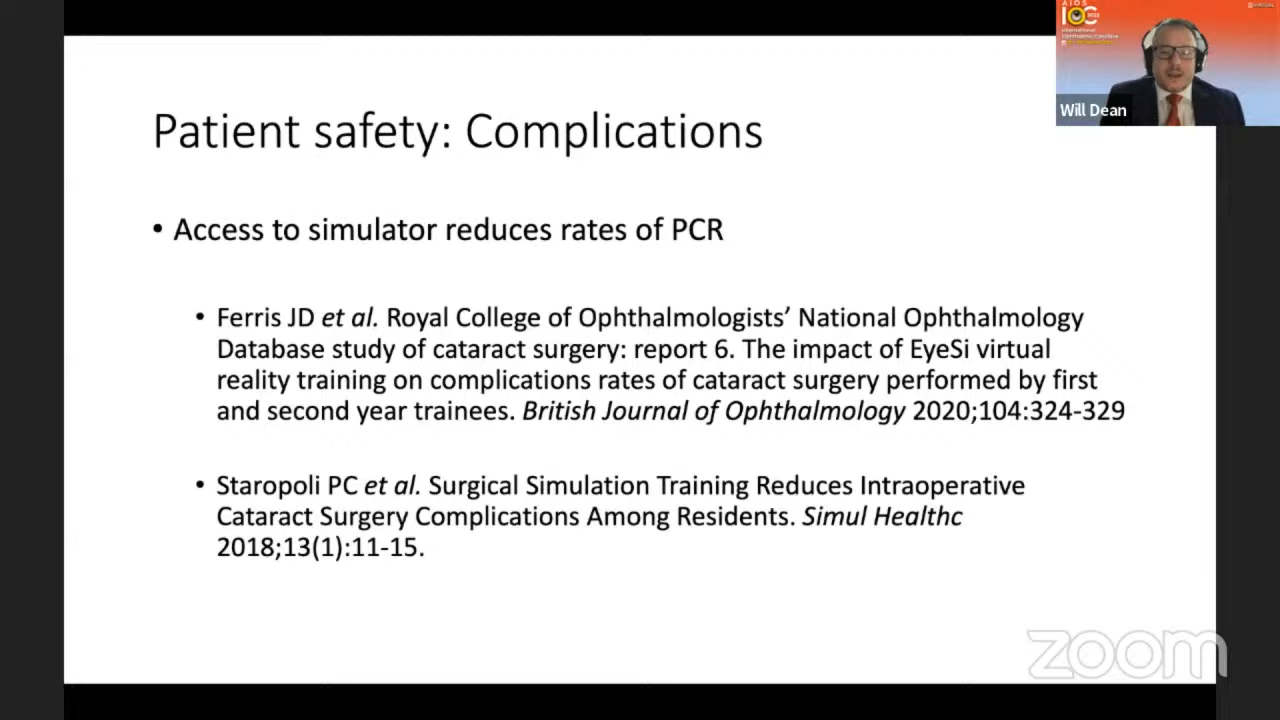 Patient safety: Complications
• Access to simulator reduces rates of PCR
• Ferris JD et al. Royal College of Ophthalmologists’ National Ophthalmology
Database study of cataract surgery: report 6. The impact of EyeSi virtual
reality training on complications rates of cataract surgery performed by first
and second year trainees. British Journal of Ophthalmology 2020;104:324-329
• Staropoli PC et al. Surgical Simulation Training Reduces Intraoperative
Cataract Surgery Complications Among Residents. Simul Healthc
2018;13(1):11-15.
AIOS
IOC
Will Dean
zoom